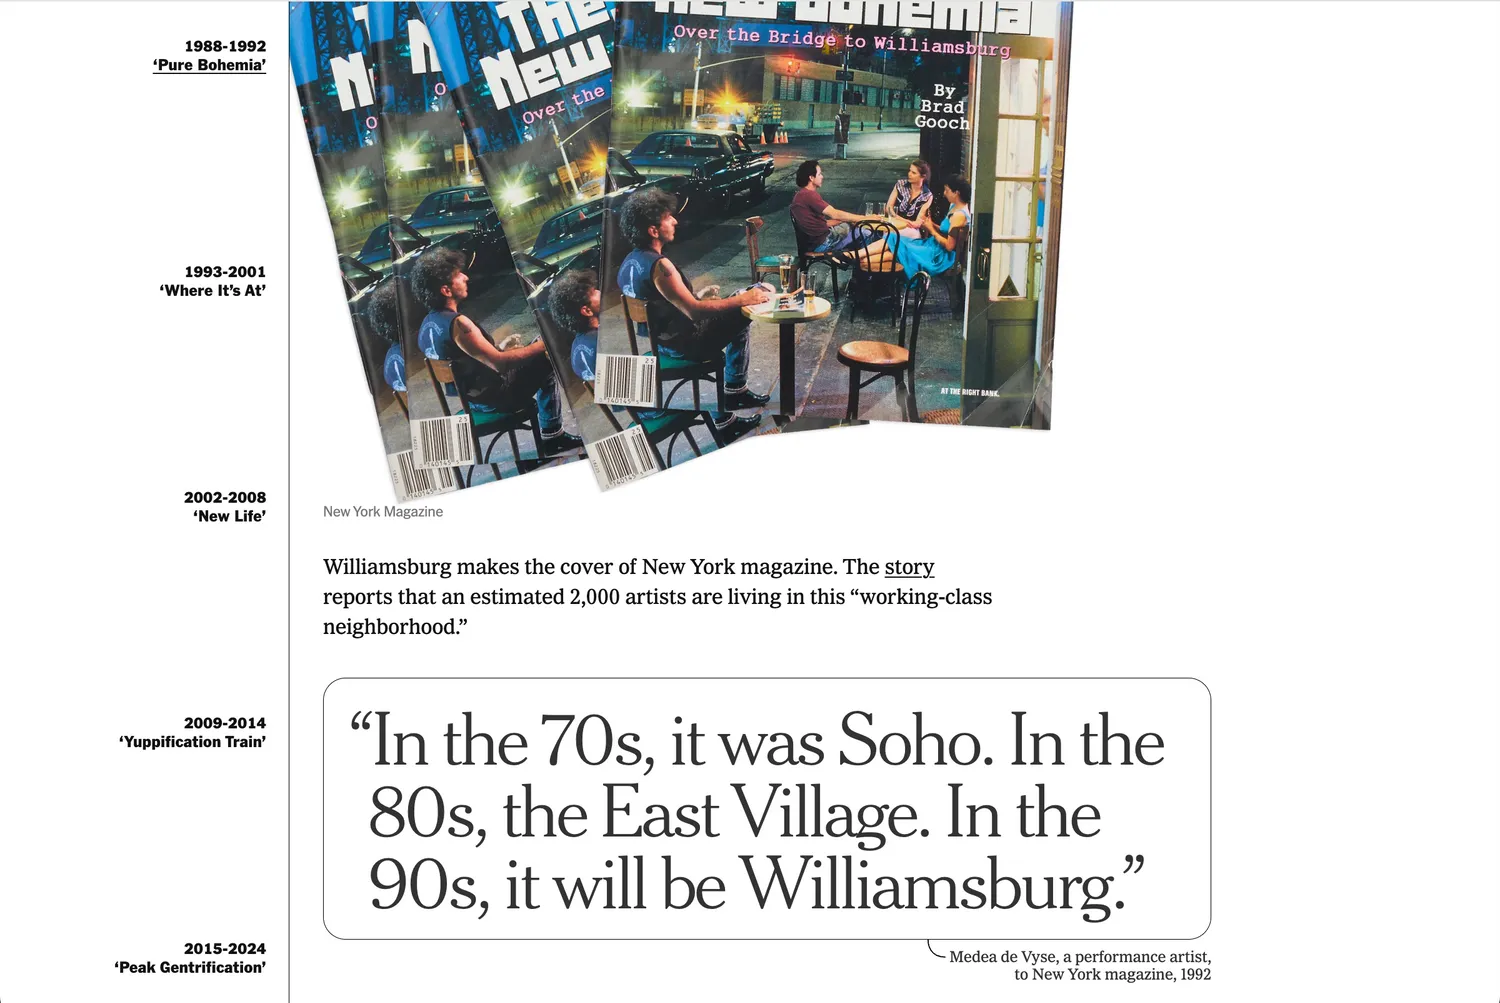 1988-1992
‘Pure Bohemia’
1993-2001
‘Where It’s At’
2002-2008
‘New Life’
2009-2014
‘Yuppification Train’
2015-2024
‘Peak Gentrification’
The
New
Over the
New Bohemia
Over the Bridge to Williamsburg
By
Brad
Gooch
AT THE RIGHT BANK.
New York Magazine
Williamsburg makes the cover of New York magazine. The story
reports that an estimated 2,000 artists are living in this “working-class
neighborhood.”
“In the 70s, it was Soho. In the
80s, the East Village. In the
90s, it will be Williamsburg.”
Medea de Vyse, a performance artist,
to New York magazine, 1992